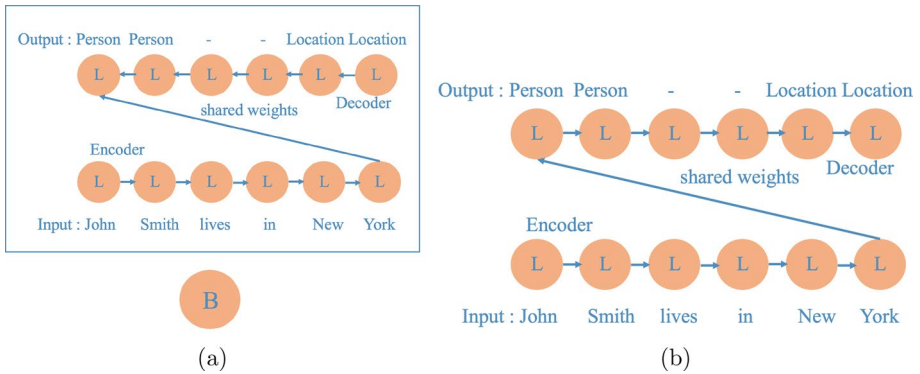 Output : Person Person - - Location Location
L L L L L L
shared weights Decoder
Encoder
L L L L L L
Input : John Smith lives in New York
B
(a)
Output : Person Person - - Location Location
L L L L L L
shared weights Decoder
Encoder
L L L L L L
Input : John Smith lives in New York
(b)